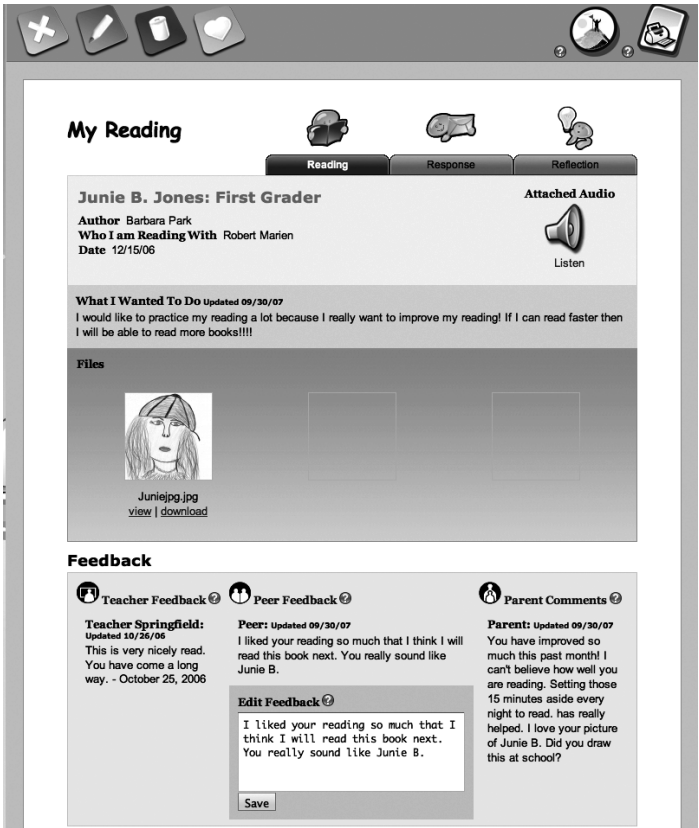 My Reading
Reading
Response
Reflection
Junie B. Jones: First Grader
Author Barbara Park
Who I am Reading With Robert Marien
Date 12/15/06
Attached Audio
Listen
What I Wanted To Do Updated 09/30/07
I would like to practice my reading a lot because I really want to improve my reading! If I can read faster then
I will be able to read more books!!!!
Files
Juniejpg.jpg
view | download
Feedback
Teacher Feedback ?
Teacher Springfield:
Updated 10/26/06
This is very nicely read.
You have come a long
way. - October 25, 2006
Peer Feedback ?
Peer: Updated 09/30/07
I liked your reading so much that I think I will
read this book next. You really sound like
Junie B.
Edit Feedback ?
I liked your reading so much that I
think I will read this book next.
You really sound like Junie B.
Save
Parent Comments ?
Parent: Updated 09/30/07
You have improved so
much this past month! I
can't believe how well you
are reading. Setting those
15 minutes aside every
night to read. has really
helped. I love your picture
of Junie B. Did you draw
this at school?